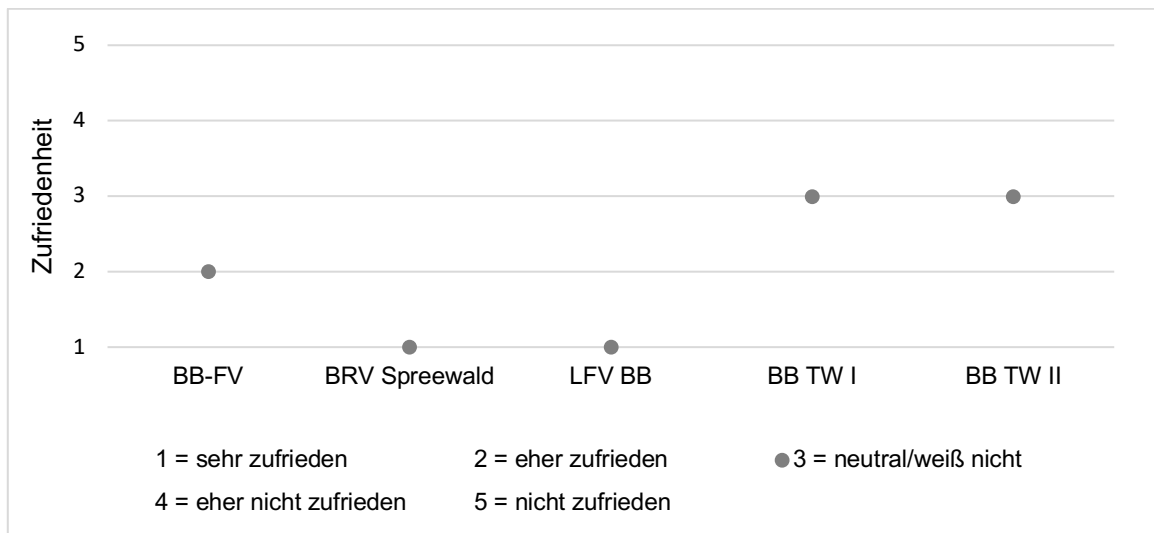 5
4
3
2
1
Zufriedenheit
BB-FV BRV Spreewald LFV BB BB TW I BB TW II
1 = sehr zufrieden 2 = eher zufrieden 3 = neutral/weiß nicht
4 = eher nicht zufrieden 5 = nicht zufrieden